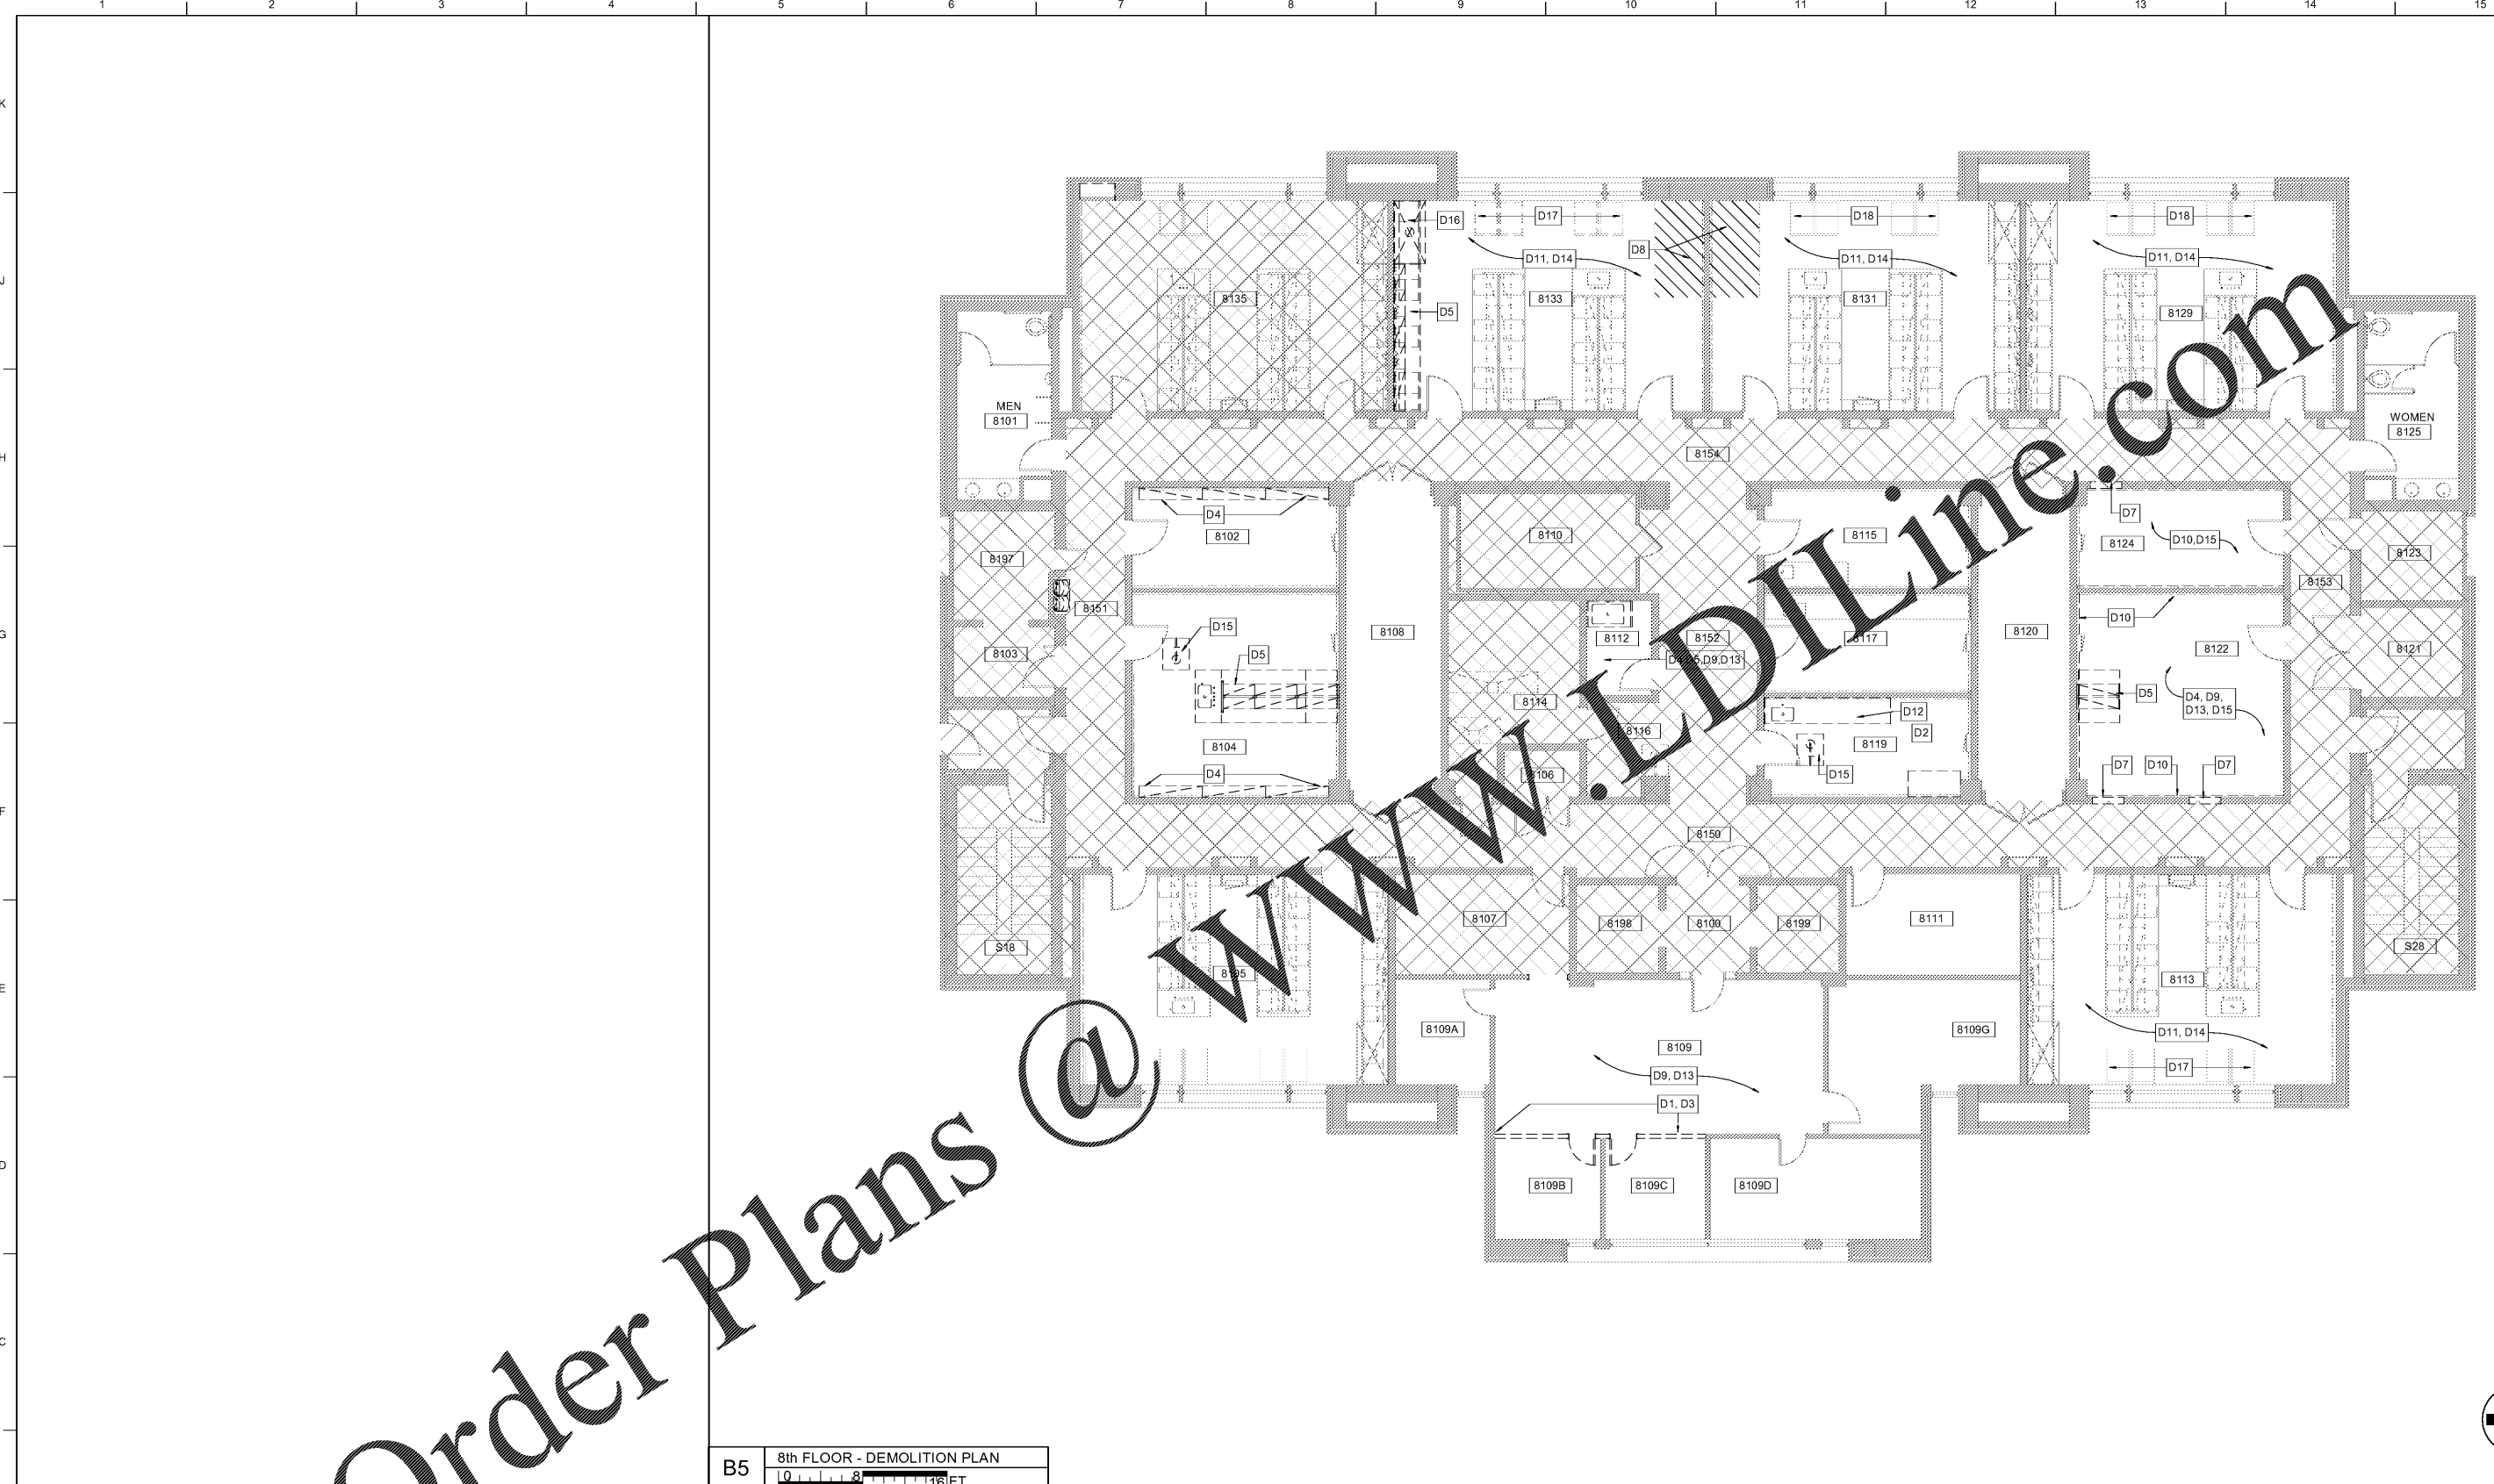 1 2 3 4 5 6 7 8 9 10 11 12 13 14 15
K
J
H
G
F
E
D
C
D16
D17
D18
D18
D8
D11, D14
D11, D14
D11, D14
8135
8133
8131
8129
D5
MEN
8101
WOMEN
8125
8154
D4
8102
8110
8115
D7
8124
D10,D15
8123
8197
8151
8153
D15
8108
8112
8152
8117
8120
D10
8122
8121
8103
D5
D4,D5,D9,D13
8114
D5
D4, D9,
D13, D15
D12
D2
8116
8104
8119
D4
8106
D15
D7
D10
D7
8150
8107
8198
8100
8199
8111
S18
8105
S28
8113
8109A
8109
8109G
D11, D14
D9, D13
D17
D1, D3
8109B
8109C
8109D
Order Plans @ www.LDILine.com
B5
8th FLOOR - DEMOLITION PLAN
0 8 16 FT